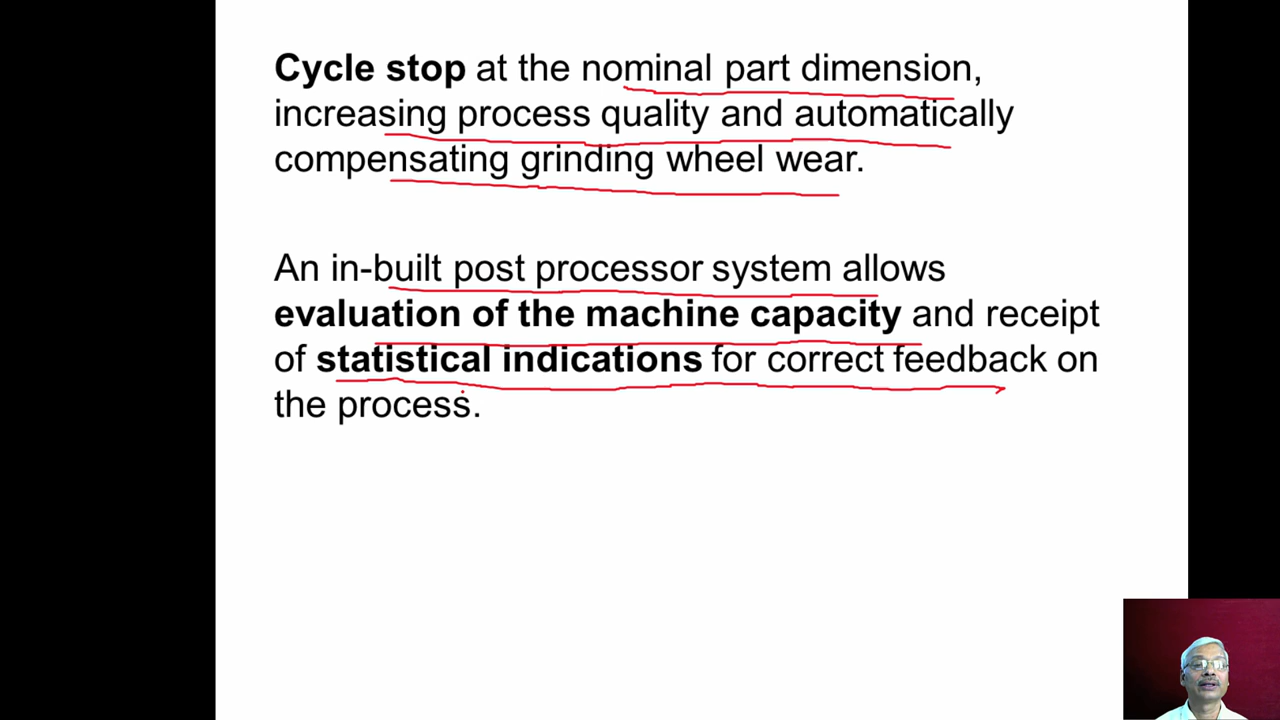 Cycle stop at the nominal part dimension,
increasing process quality and automatically
compensating grinding wheel wear.
An in-built post processor system allows
evaluation of the machine capacity and receipt
of statistical indications for correct feedback on
the process.